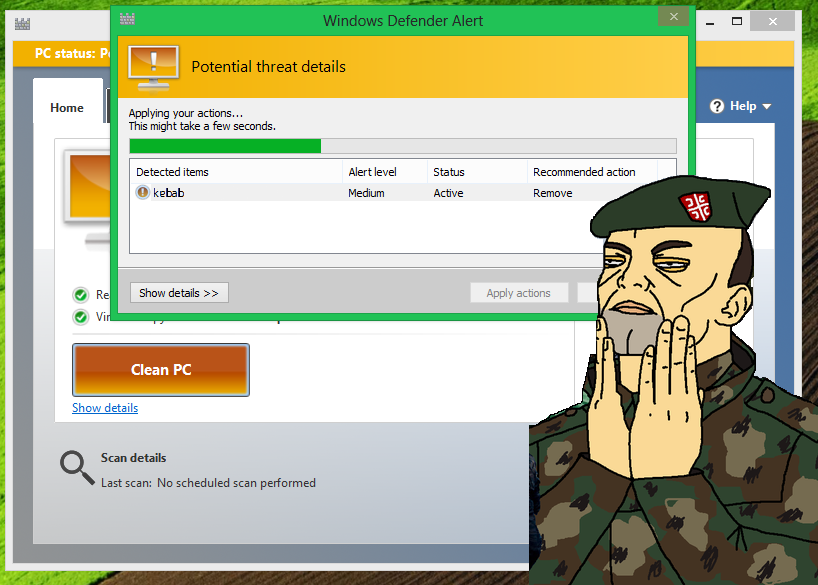 Windows Defender Alert
PC status: P
Potential threat details
Home
Help
Applying your actions...
This might take a few seconds.
Detected items Alert level Status Recommended action
kebab Medium Active Remove
Show details >> Apply actions
Re
Vir
Clean PC
Show details
Scan details
Last scan: No scheduled scan performed